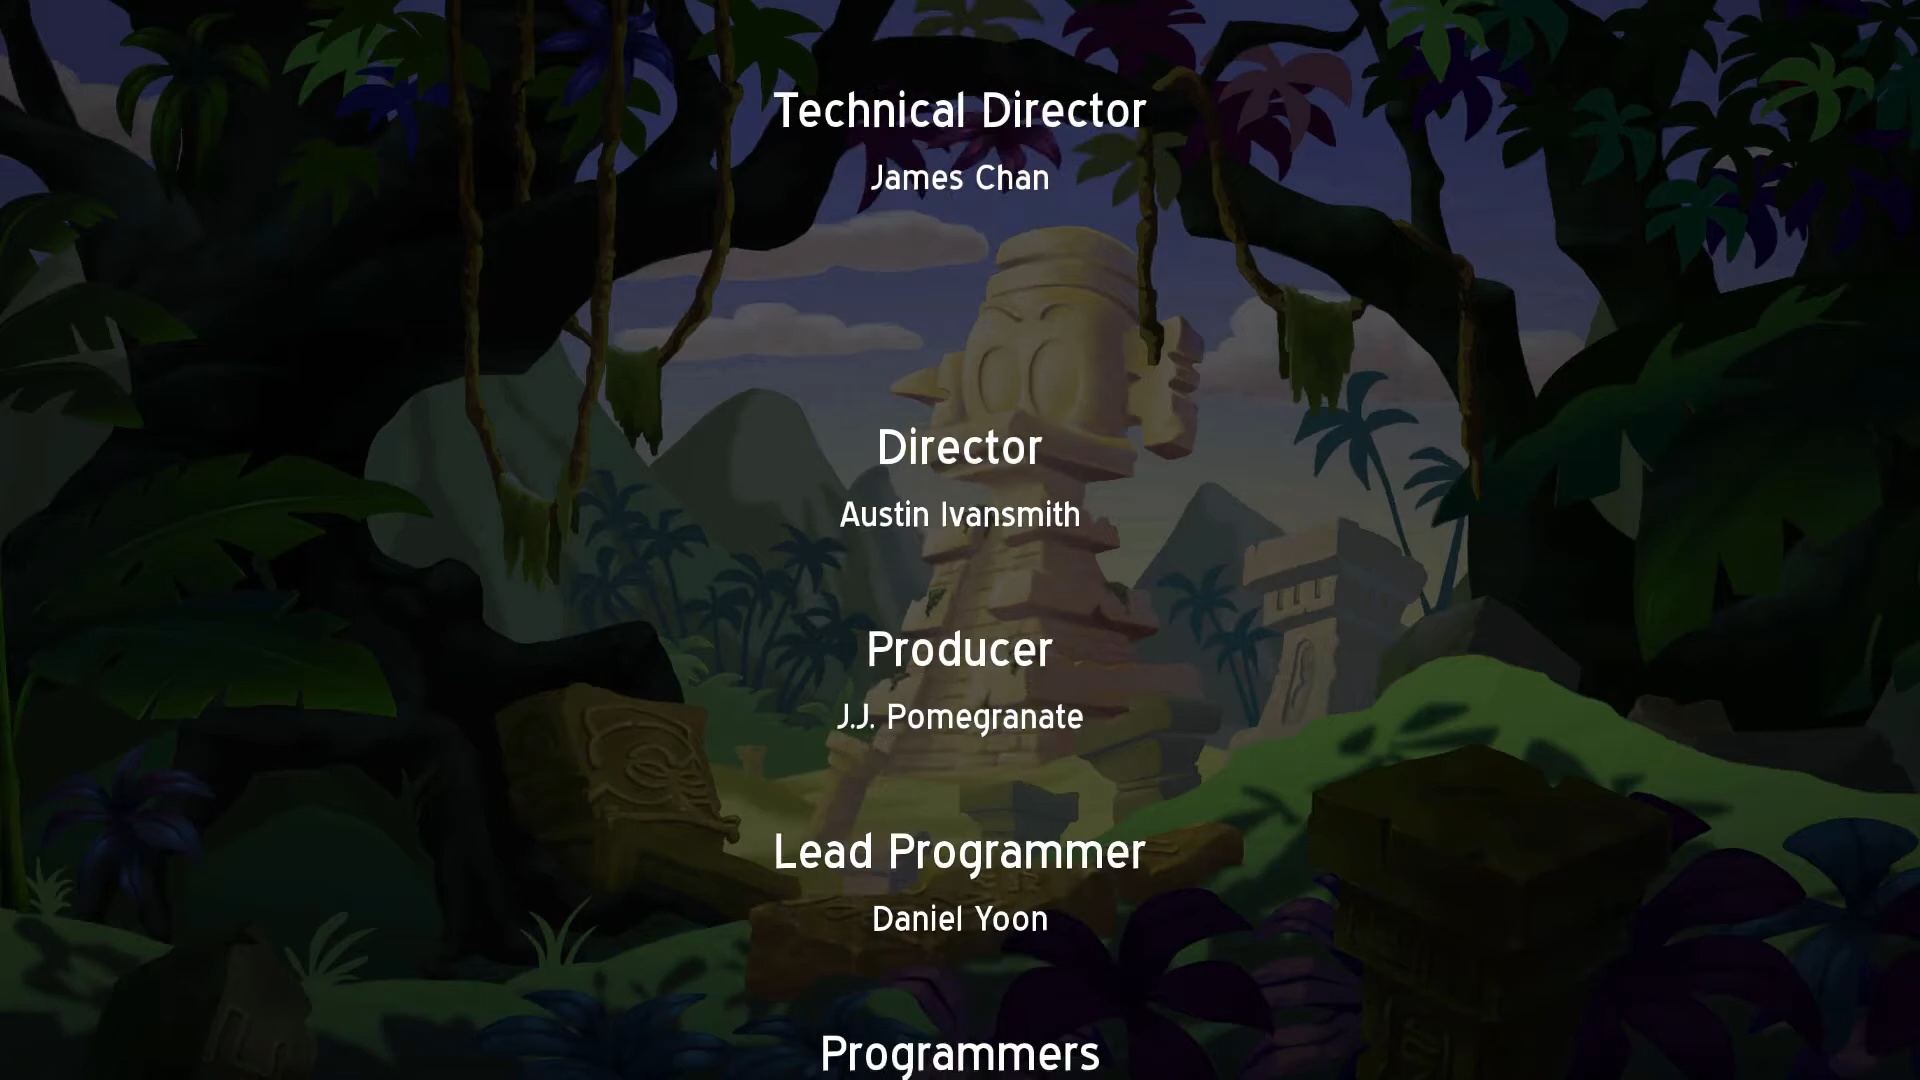 Technical Director
James Chan
Director
Austin Ivansmith
Producer
J.J. Pomegranate
Lead Programmer
Daniel Yoon
Programmers